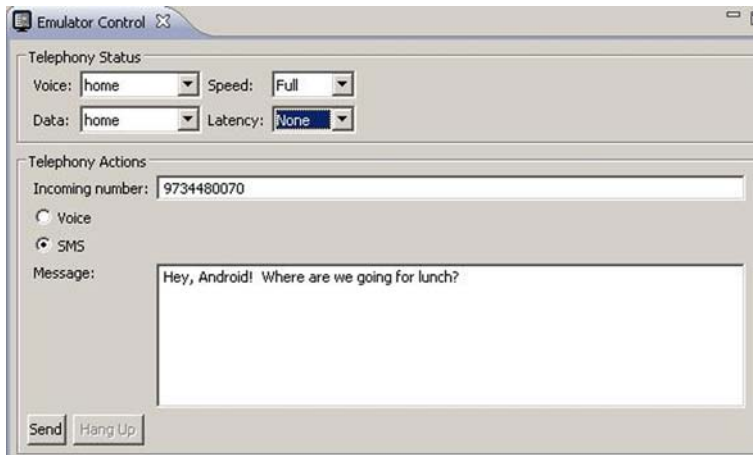 Emulator Control
Telephony Status
Voice: home Speed: Full
Data: home Latency: None
Telephony Actions
Incoming number: 9734480070
Voice
SMS
Message: Hey, Android!  Where are we going for lunch?
Send Hang Up